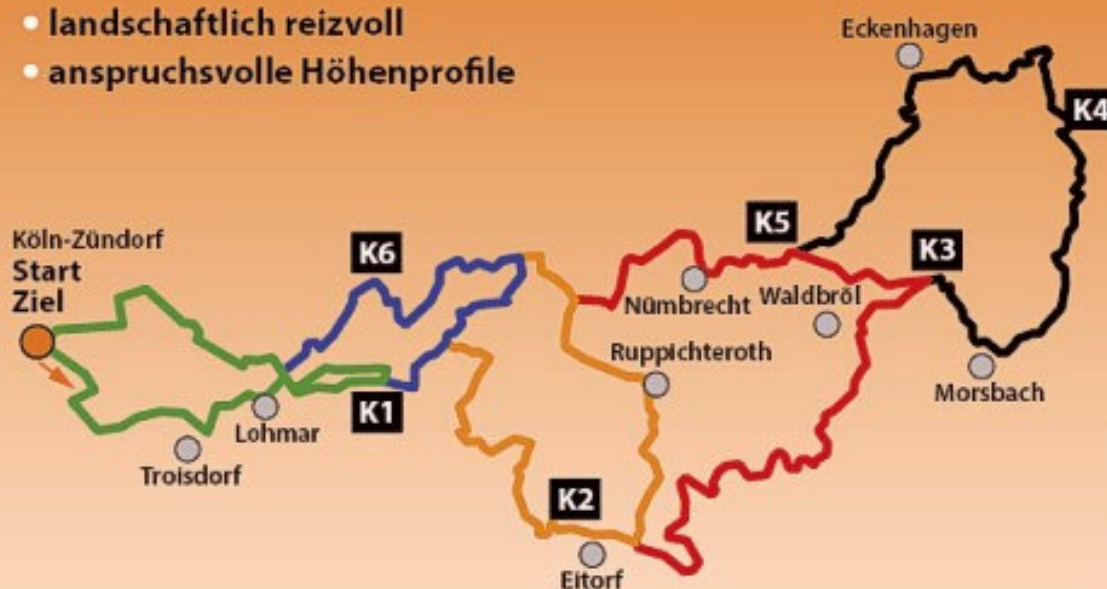 • landschaftlich reizvoll
• anspruchsvolle Höhenprofile
Eckenhagen
K4
Köln-Zündorf
Start
Ziel
K6
K5
K3
Nümbrecht
Waldbröl
Ruppichteroth
Morsbach
K1
Lohmar
Troisdorf
K2
Eitorf